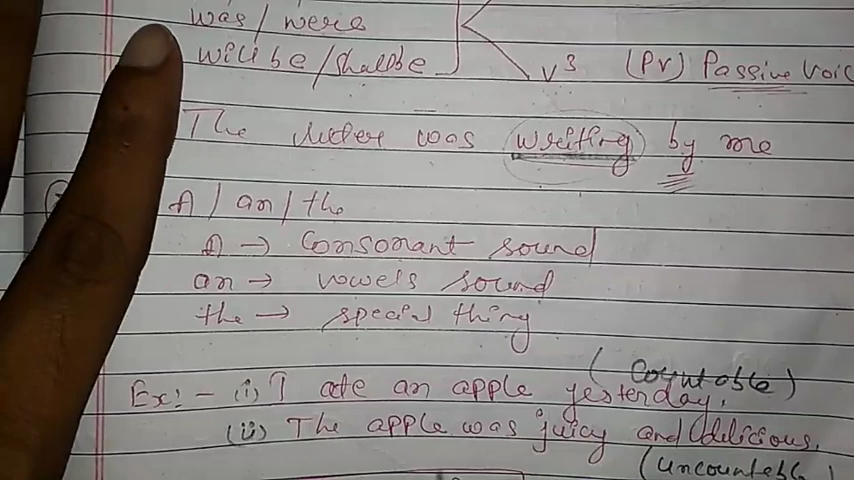 was / were
will be / shall be
V³ (Pv) Passive Voic
The was writing by me
A / an / the
A → Consonant sound
an → vowels sound
the → special thing
(Countable)
Ex:- (i) I ate an apple yesterday.
(ii) The apple was juicy and delicious.
(uncountable)